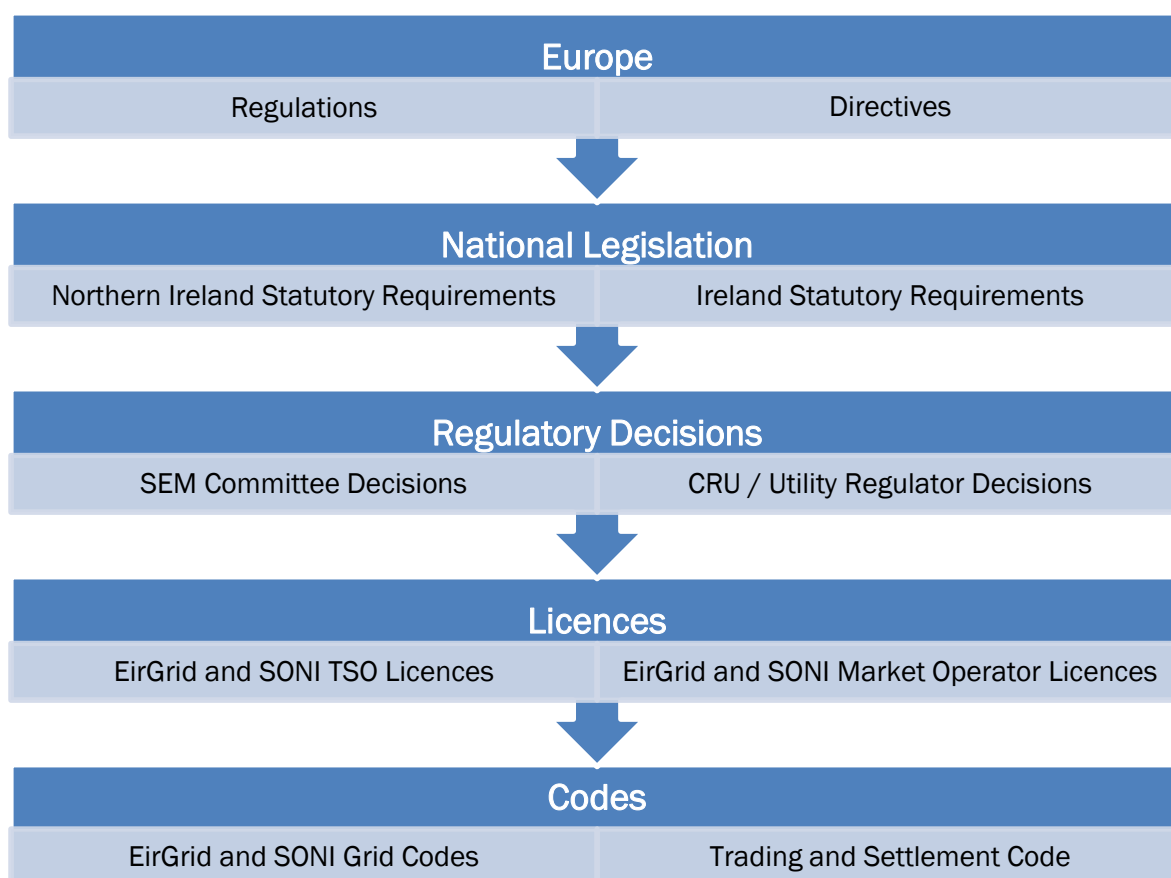 Europe
Regulations
Directives
National Legislation
Northern Ireland Statutory Requirements
Ireland Statutory Requirements
Regulatory Decisions
SEM Committee Decisions
CRU / Utility Regulator Decisions
Licences
EirGrid and SONI TSO Licences
EirGrid and SONI Market Operator Licences
Codes
EirGrid and SONI Grid Codes
Trading and Settlement Code